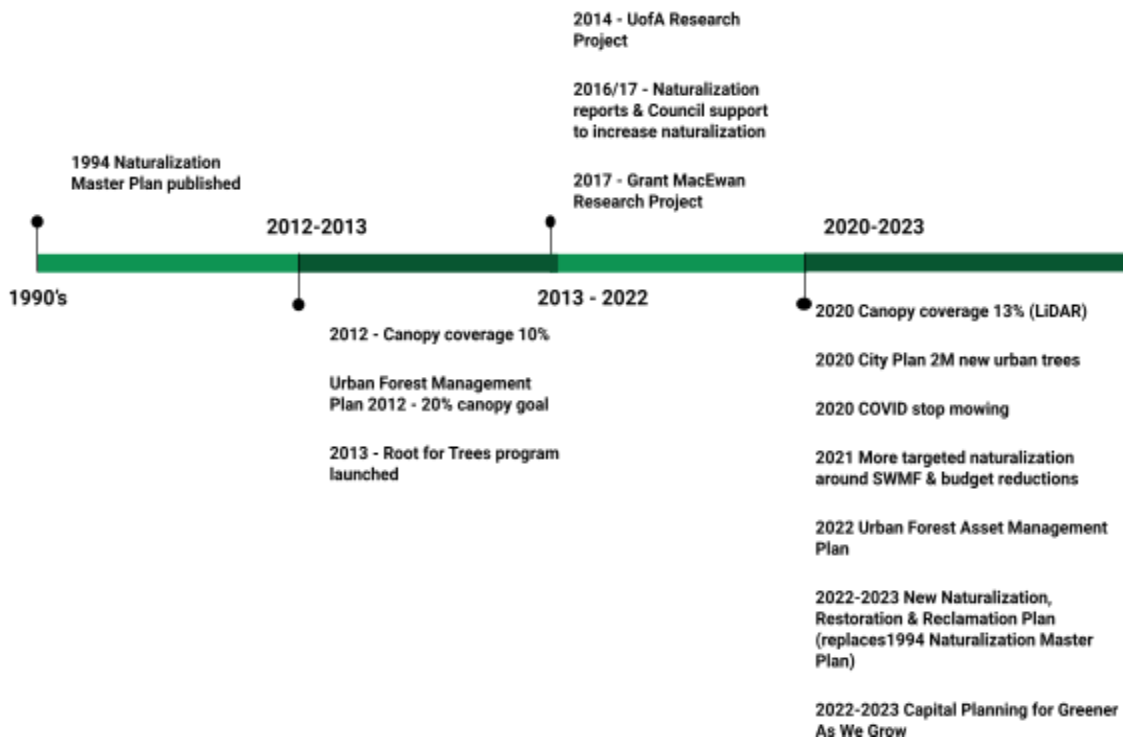 1994 Naturalization
Master Plan published
1990's
2012-2013
2012 - Canopy coverage 10%
Urban Forest Management
Plan 2012 - 20% canopy goal
2013 - Root for Trees program
launched
2014 - UofA Research
Project
2016/17 - Naturalization
reports & Council support
to increase naturalization
2017 - Grant MacEwan
Research Project
2013 - 2022
2020-2023
2020 Canopy coverage 13% (LiDAR)
2020 City Plan 2M new urban trees
2020 COVID stop mowing
2021 More targeted naturalization
around SWMF & budget reductions
2022 Urban Forest Asset Management
Plan
2022-2023 New Naturalization,
Restoration & Reclamation Plan
(replaces1994 Naturalization Master
Plan)
2022-2023 Capital Planning for Greener
As We Grow